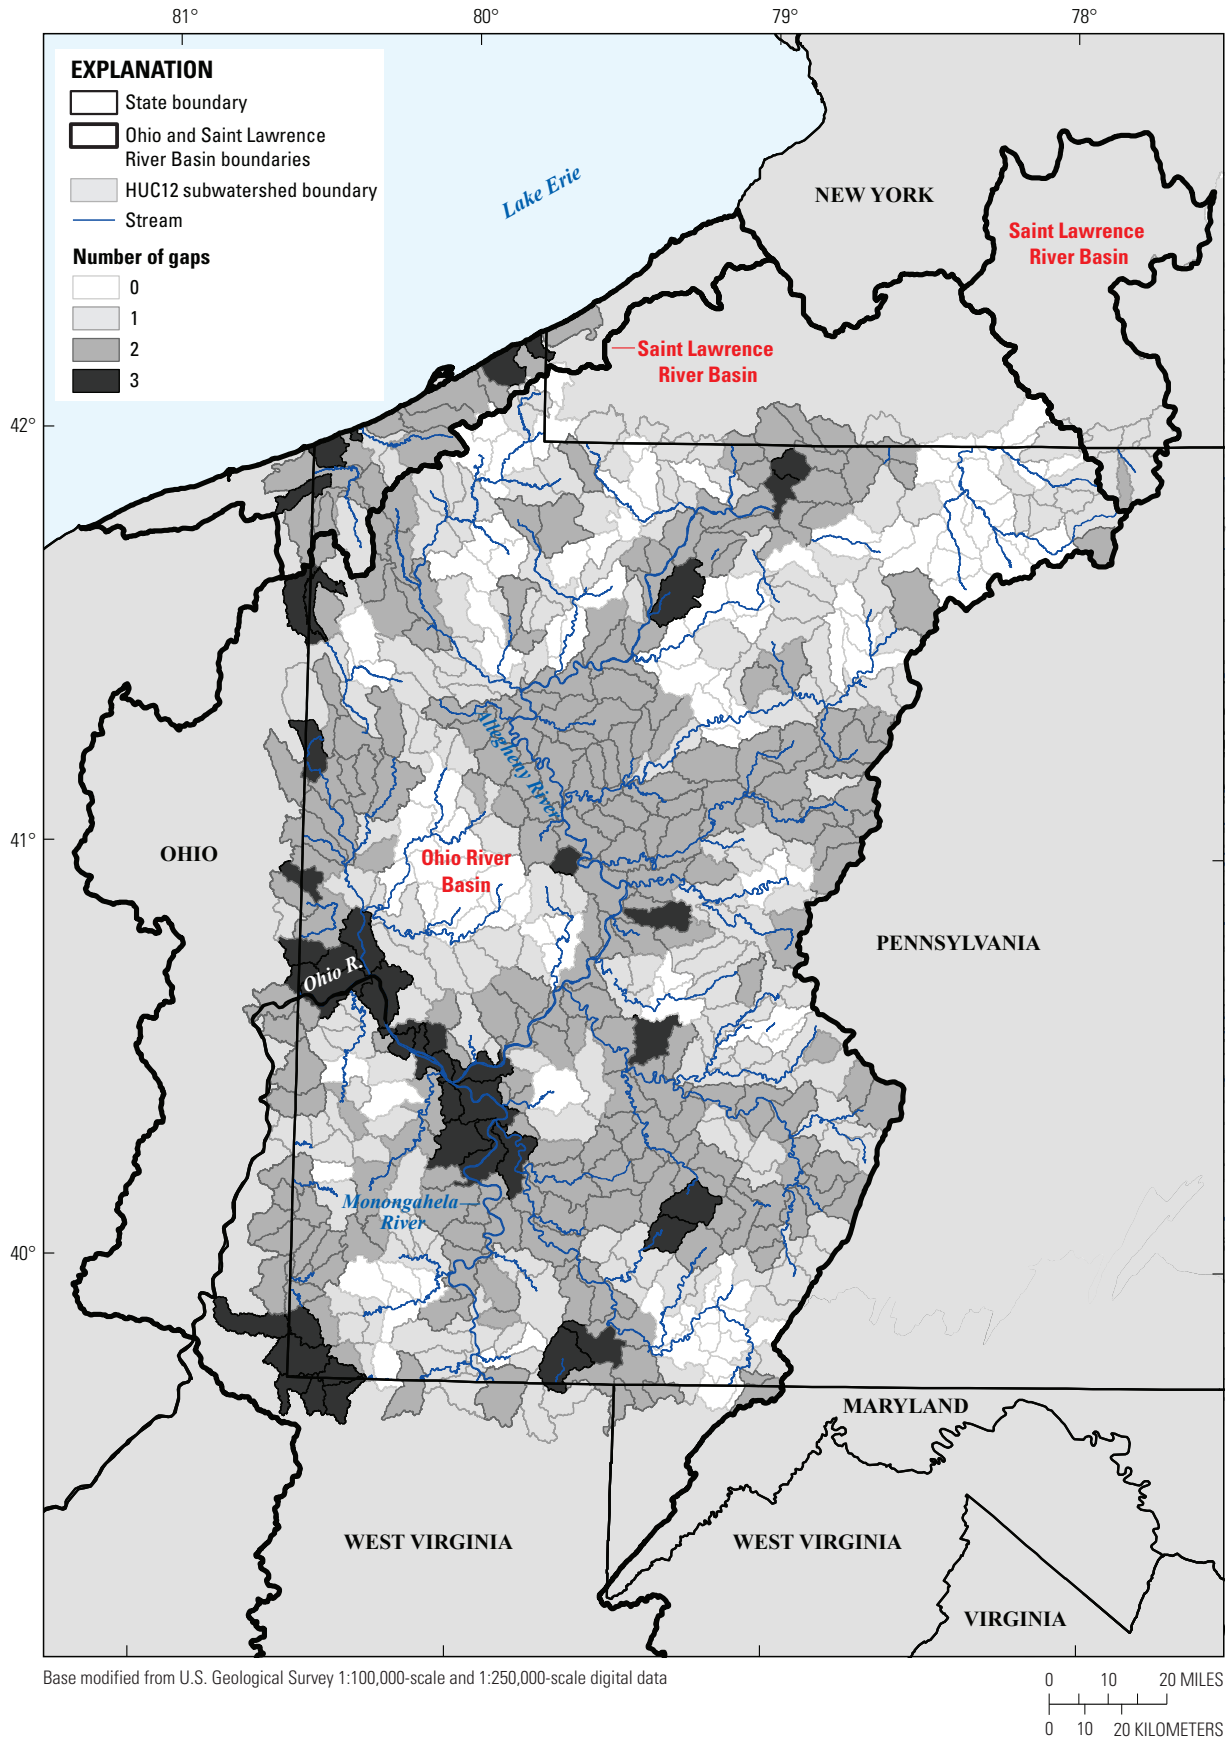 81°
80°
79°
78°
EXPLANATION
State boundary
Ohio and Saint Lawrence
River Basin boundaries
HUC12 subwatershed boundary
Stream
Number of gaps
0
1
2
3
Lake Erie
NEW YORK
Saint Lawrence
River Basin
Saint Lawrence
River Basin
42°
Allegheny River
41°
OHIO
Ohio River
Basin
PENNSYLVANIA
Ohio R.
Monongahela
River
40°
MARYLAND
WEST VIRGINIA
WEST VIRGINIA
VIRGINIA
Base modified from U.S. Geological Survey 1:100,000-scale and 1:250,000-scale digital data
0 10 20 MILES
0 10 20 KILOMETERS